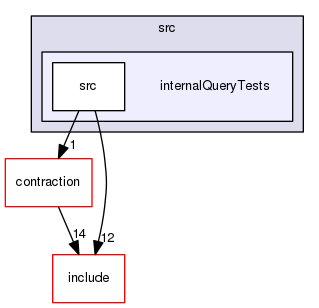 src
src
internalQueryTests
1
contraction
14
12
include